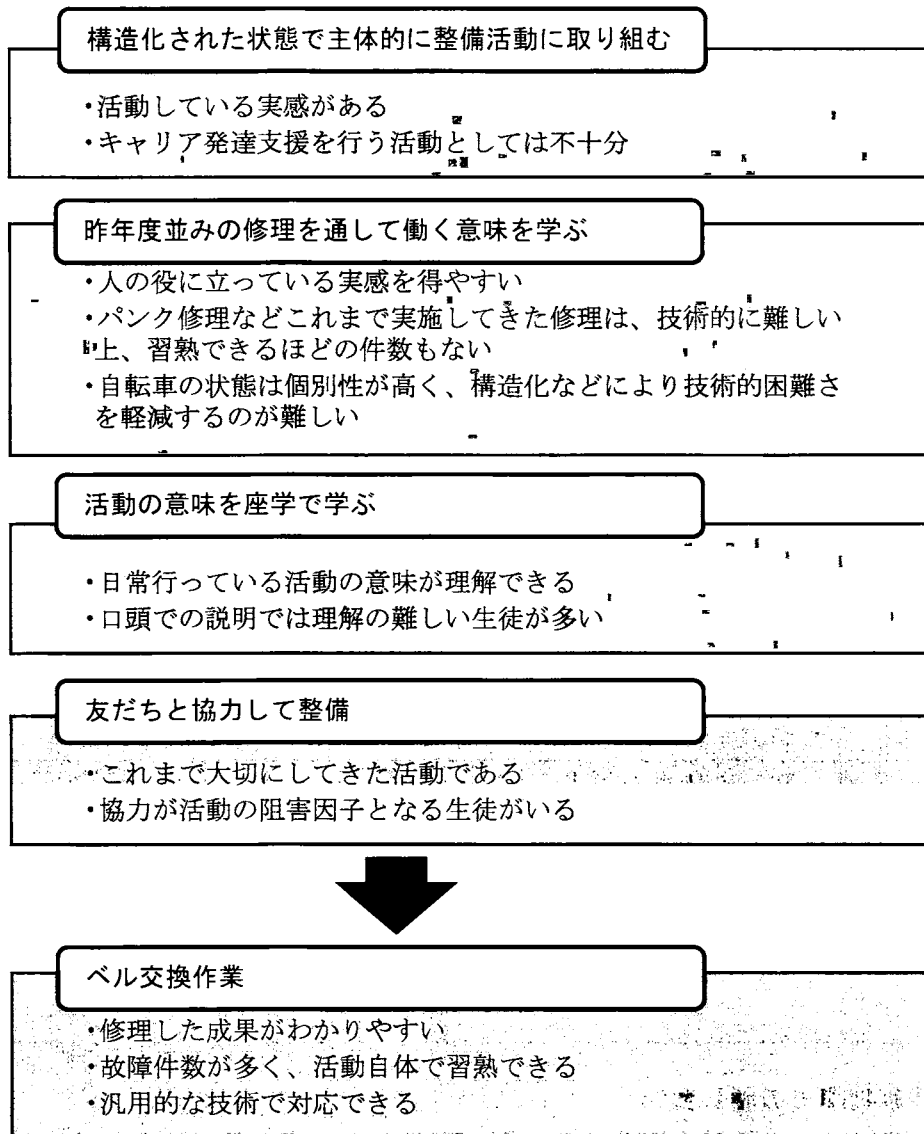 構造化された状態で主体的に整備活動に取り組む
・活動している実感がある
・キャリア発達支援を行う活動としては不十分
昨年度並みの修理を通して働く意味を学ぶ
・人の役に立っている実感を得やすい
・パンク修理などこれまで実施してきた修理は、技術的に難しい
上、習熟できるほどの件数もない
・自転車の状態は個別性が高く、構造化などにより技術的困難さ
を軽減するのが難しい
活動の意味を座学で学ぶ
・日常行っている活動の意味が理解できる
・口頭での説明では理解の難しい生徒が多い
友だちと協力して整備
・これまで大切にしてきた活動である
・協力が活動の阻害因子となる生徒がいる
ベル交換作業
・修理した成果がわかりやすい
・故障件数が多く、活動自体で習熟できる
・汎用的な技術で対応できる